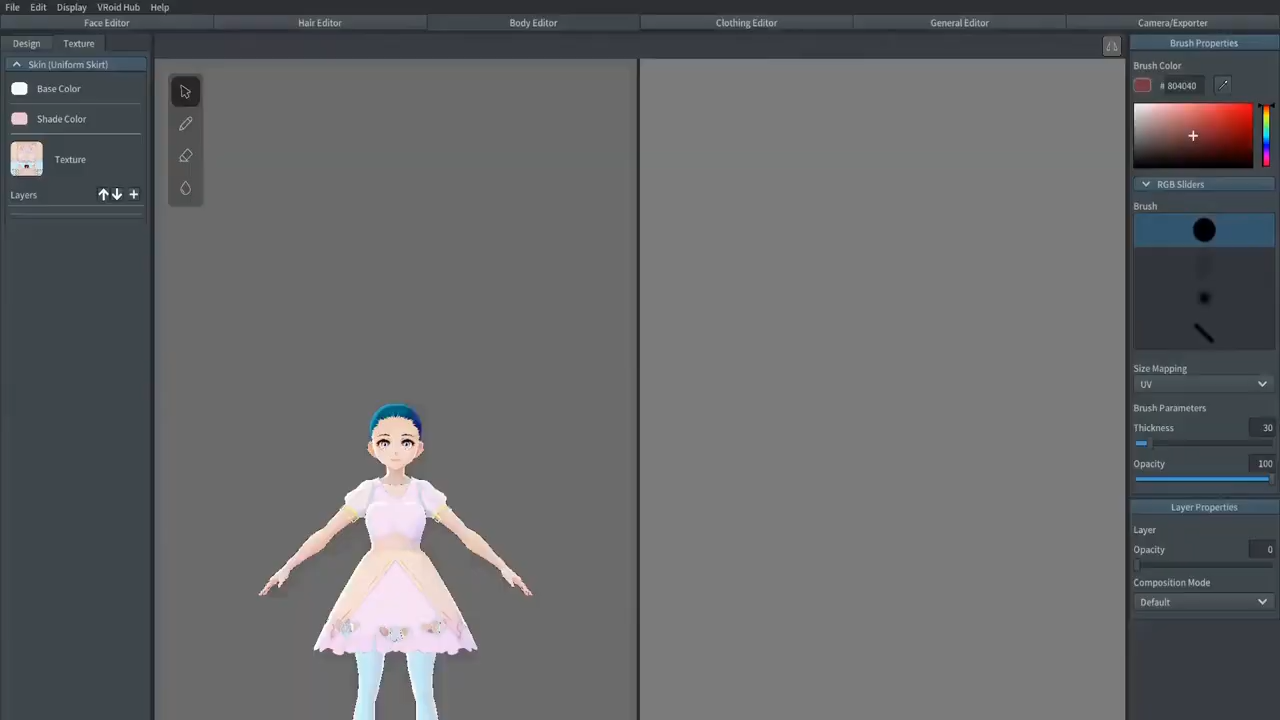 File Edit Display VRoid Hub Help
Face Editor Hair Editor Body Editor Clothing Editor General Editor Camera/Exporter
Design Texture
Skin (Uniform Skirt)
Base Color
Shade Color
Texture
Layers
Brush Properties
Brush Color
# 804040
RGB Sliders
Brush
Size Mapping
UV
Brush Parameters
Thickness 30
Opacity 100
Layer Properties
Layer
Opacity 0
Composition Mode
Default